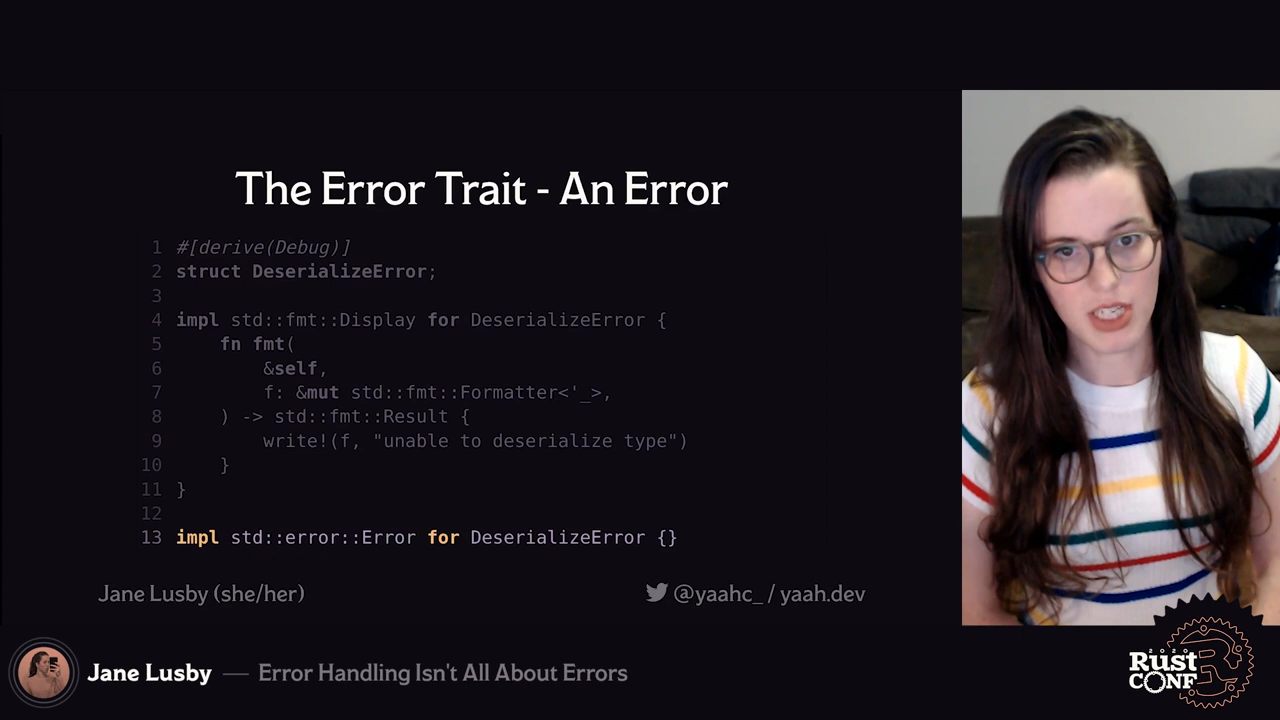 The Error Trait - An Error
1 #[derive(Debug)]
2 struct DeserializeError;
3
4 impl std::fmt::Display for DeserializeError {
5     fn fmt(
6         &self,
7         f: &mut std::fmt::Formatter<'_>,
8     ) -> std::fmt::Result {
9         write!(f, "unable to deserialize type")
10     }
11 }
12
13 impl std::error::Error for DeserializeError {}
Jane Lusby (she/her)
@yaahc_ / yaah.dev
Jane Lusby — Error Handling Isn't All About Errors
2020
Rust
CONF
R